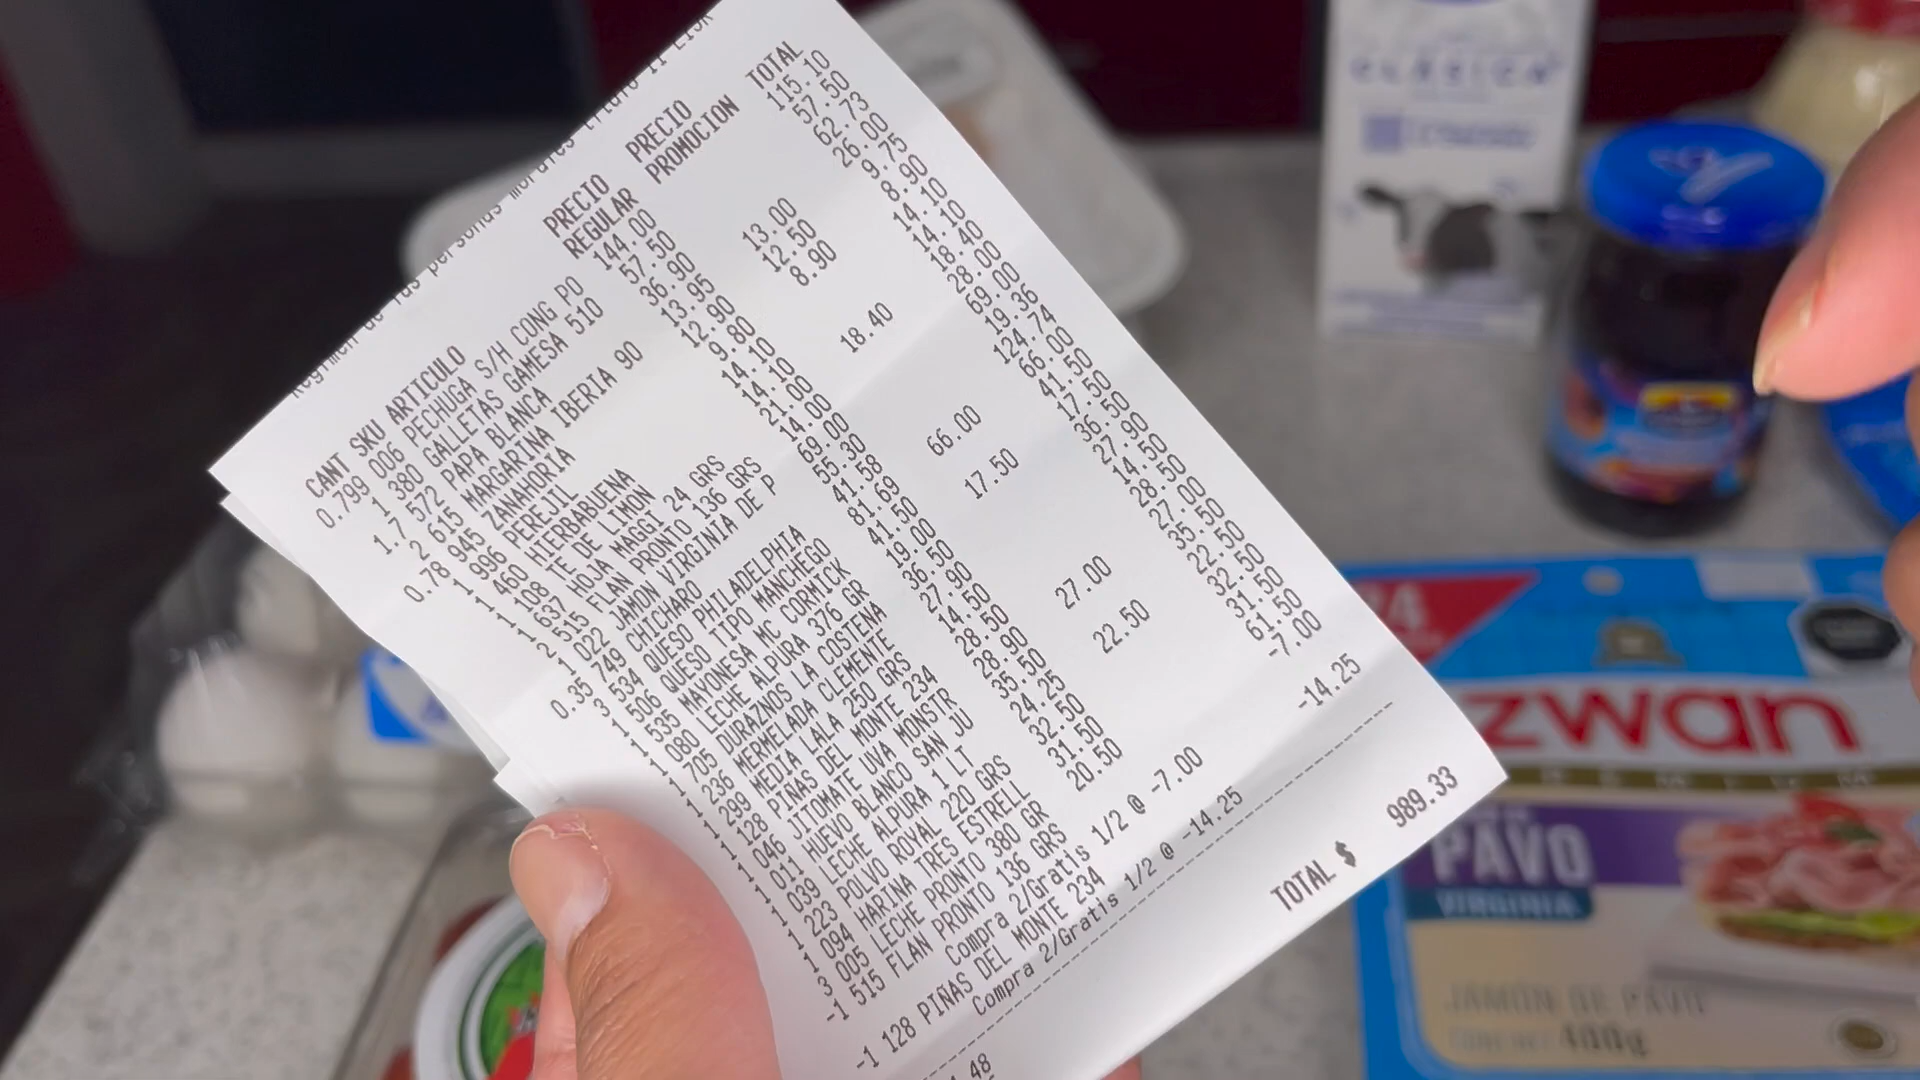 Regimen de las personas morales
PRECIO PRECIO
CANT SKU ARTICULO REGULAR PROMOCION TOTAL
0.799 006 PECHUGA S/H CONG PO 144.00 115.10
1 380 GALLETAS GAMESA 510 57.50 57.50
1.7 572 PAPA BLANCA 36.90 62.73
2 615 MARGARINA IBERIA 90 13.95 13.00 26.00
0.78 945 ZANAHORIA 12.90 12.50 9.75
1 996 PEREJIL 9.80 8.90 8.90
1 460 HIERBABUENA 14.10 14.10
1 108 TE DE LIMON 14.10 14.10
1 637 HOJA MAGGI 24 GRS 21.00 18.40 18.40
2 515 FLAN PRONTO 136 GRS 14.00 28.00
1 022 JAMON VIRGINIA DE P 69.00 69.00
0.35 749 CHICHARO 55.30 19.36
3 534 QUESO PHILADELPHIA 41.58 124.74
1 506 QUESO TIPO MANCHEGO 81.69 66.00 66.00
1 535 MAYONESA MC CORMICK 41.50 41.50
1 080 LECHE ALPURA 376 GR 19.00 17.50 17.50
1 705 DURAZNOS LA COSTENA 36.50 36.50
1 236 MERMELADA CLEMENTE 27.90 27.90
1 299 MEDIA LALA 250 GRS 14.50 14.50
1 128 PIÑAS DEL MONTE 234 28.50 28.50
1 046 JITOMATE UVA MONSTR 28.90 27.00 27.00
1 011 HUEVO BLANCO SAN JU 35.50 35.50
1 039 LECHE ALPURA 1 LT 24.25 22.50 22.50
1 223 POLVO ROYAL 220 GRS 32.50 32.50
1 094 HARINA TRES ESTRELL 31.50 31.50
3 005 LECHE PRONTO 380 GR 20.50 61.50
-1 515 FLAN PRONTO 136 GRS -7.00
Compra 2/Gratis 1/2 @ -7.00
-1 128 PIÑAS DEL MONTE 234 -14.25
Compra 2/Gratis 1/2 @ -14.25
TOTAL $ 989.33
CLASICA
zwan
PREMIUM
PAVO
VIRGINIA
JAMÓN DE PAVO
400g